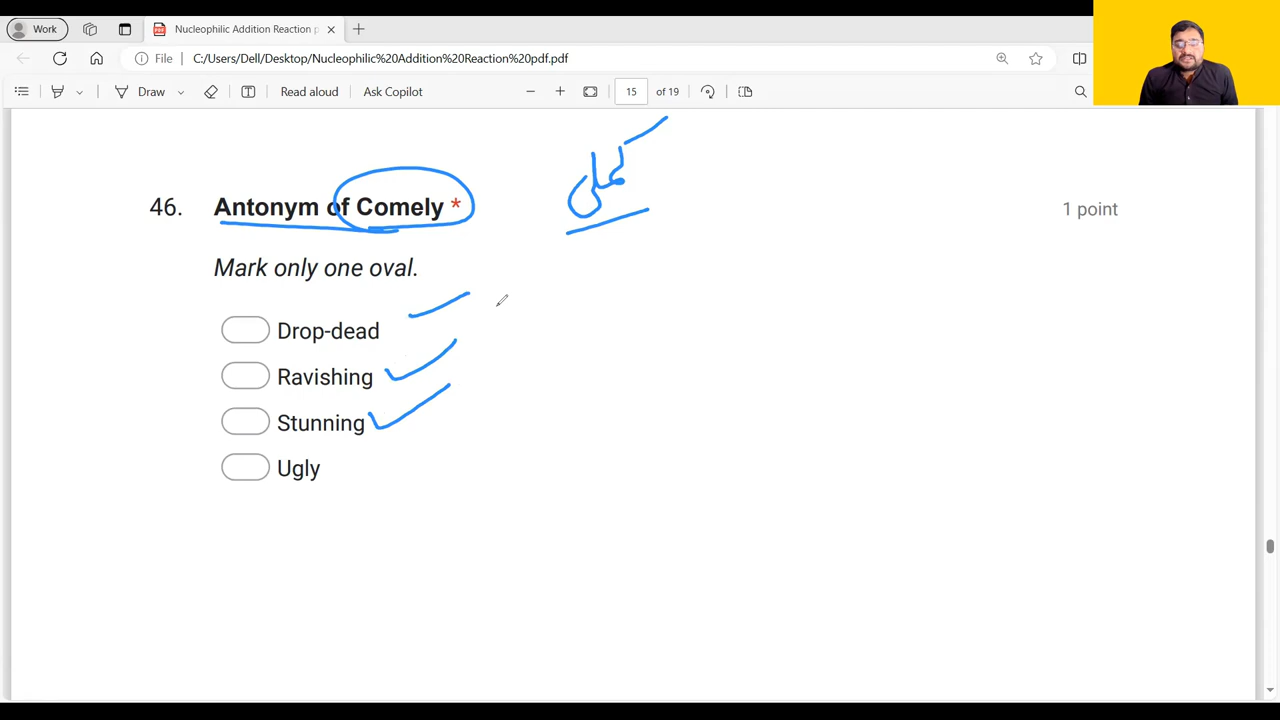 Work
Nucleophilic Addition Reaction p
File
C:/Users/Dell/Desktop/Nucleophilic%20Addition%20Reaction%20pdf.pdf
Draw
Read aloud
Ask Copilot
15
of 19
46.
Antonym of Comely *
1 point
Mark only one oval.
Drop-dead
Ravishing
Stunning
Ugly